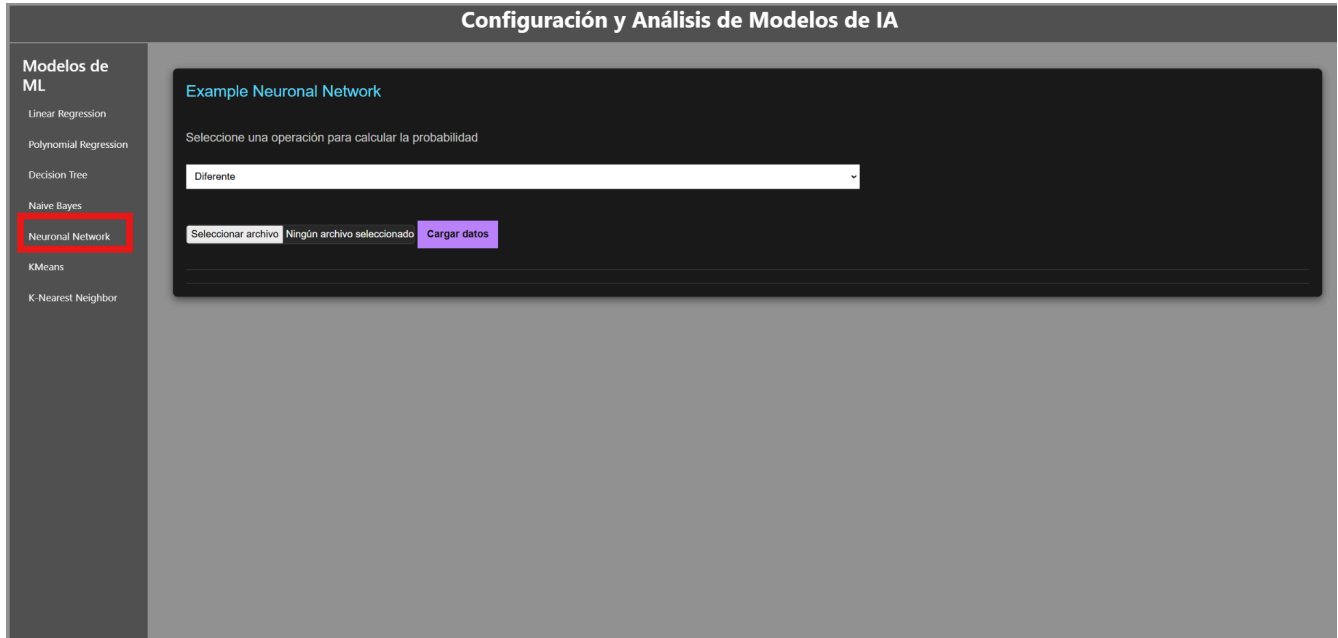 Configuración y Análisis de Modelos de IA
Modelos de
ML
Linear Regression
Polynomial Regression
Decision Tree
Naive Bayes
Neuronal Network
KMeans
K-Nearest Neighbor
Example Neuronal Network
Seleccione una operación para calcular la probabilidad
Diferente
Seleccionar archivo Ningún archivo seleccionado Cargar datos